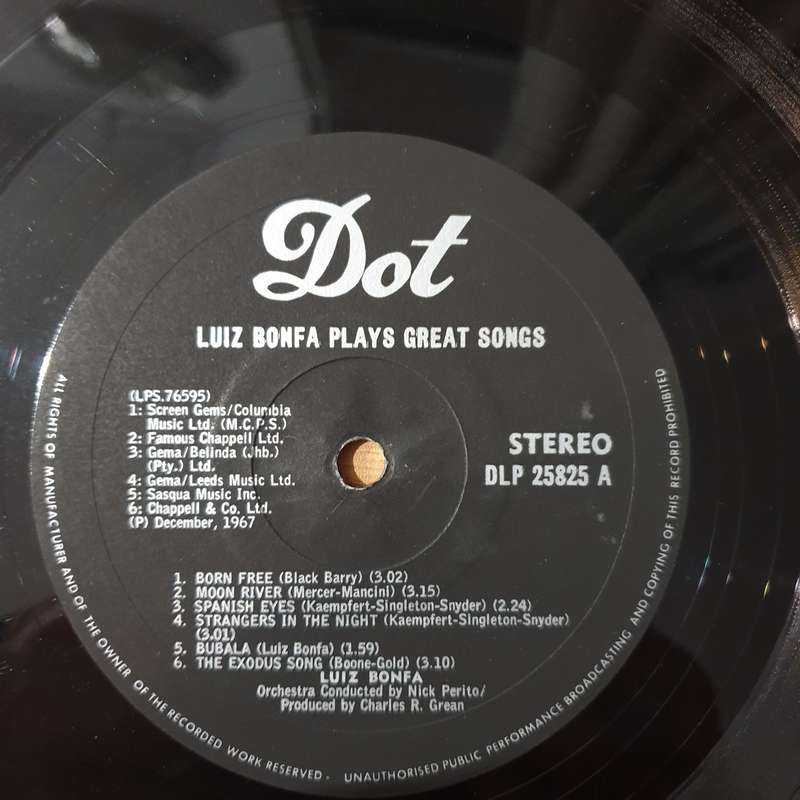 Dot
LUIZ BONFA PLAYS GREAT SONGS
(LPS.76595)
1: Screen Gems/Columbia
Music Ltd. (M.C.P.S.)
2: Famous Chappell Ltd.
3: Gema/Belinda (Jhb.)
(Pty.) Ltd.
4: Gema/Leeds Music Ltd.
5: Sasqua Music Inc.
6: Chappell & Co. Ltd.
(P) December, 1967
STEREO
DLP 25825 A
1. BORN FREE (Black Barry) (3.02)
2. MOON RIVER (Mercer-Mancini) (3.15)
3. SPANISH EYES (Kaempfert-Singleton-Snyder) (2.24)
4. STRANGERS IN THE NIGHT (Kaempfert-Singleton-Snyder)
(3.01)
5. BUBALA (Luiz Bonfa) (1.59)
6. THE EXODUS SONG (Boone-Gold) (3.10)
LUIZ BONFA
Orchestra Conducted by Nick Perito/
Produced by Charles R. Grean
ALL RIGHTS OF MANUFACTURER AND OF THE OWNER OF THE RECORDED WORK RESERVED - UNAUTHORISED PUBLIC PERFORMANCE BROADCASTING AND COPYING OF THIS RECORD PROHIBITED